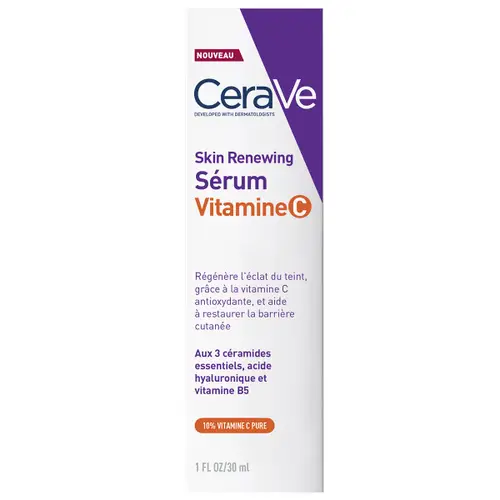 NOUVEAU
CeraVe
DEVELOPED WITH DERMATOLOGISTS
Skin Renewing
Sérum
Vitamine C
Régénère l'éclat du teint,
grâce à la vitamine C
antioxydante, et aide
à restaurer la barrière
cutanée
Aux 3 céramides
essentiels, acide
hyaluronique et
vitamine B5
10% VITAMINE C PURE
1 FL OZ/30 ml